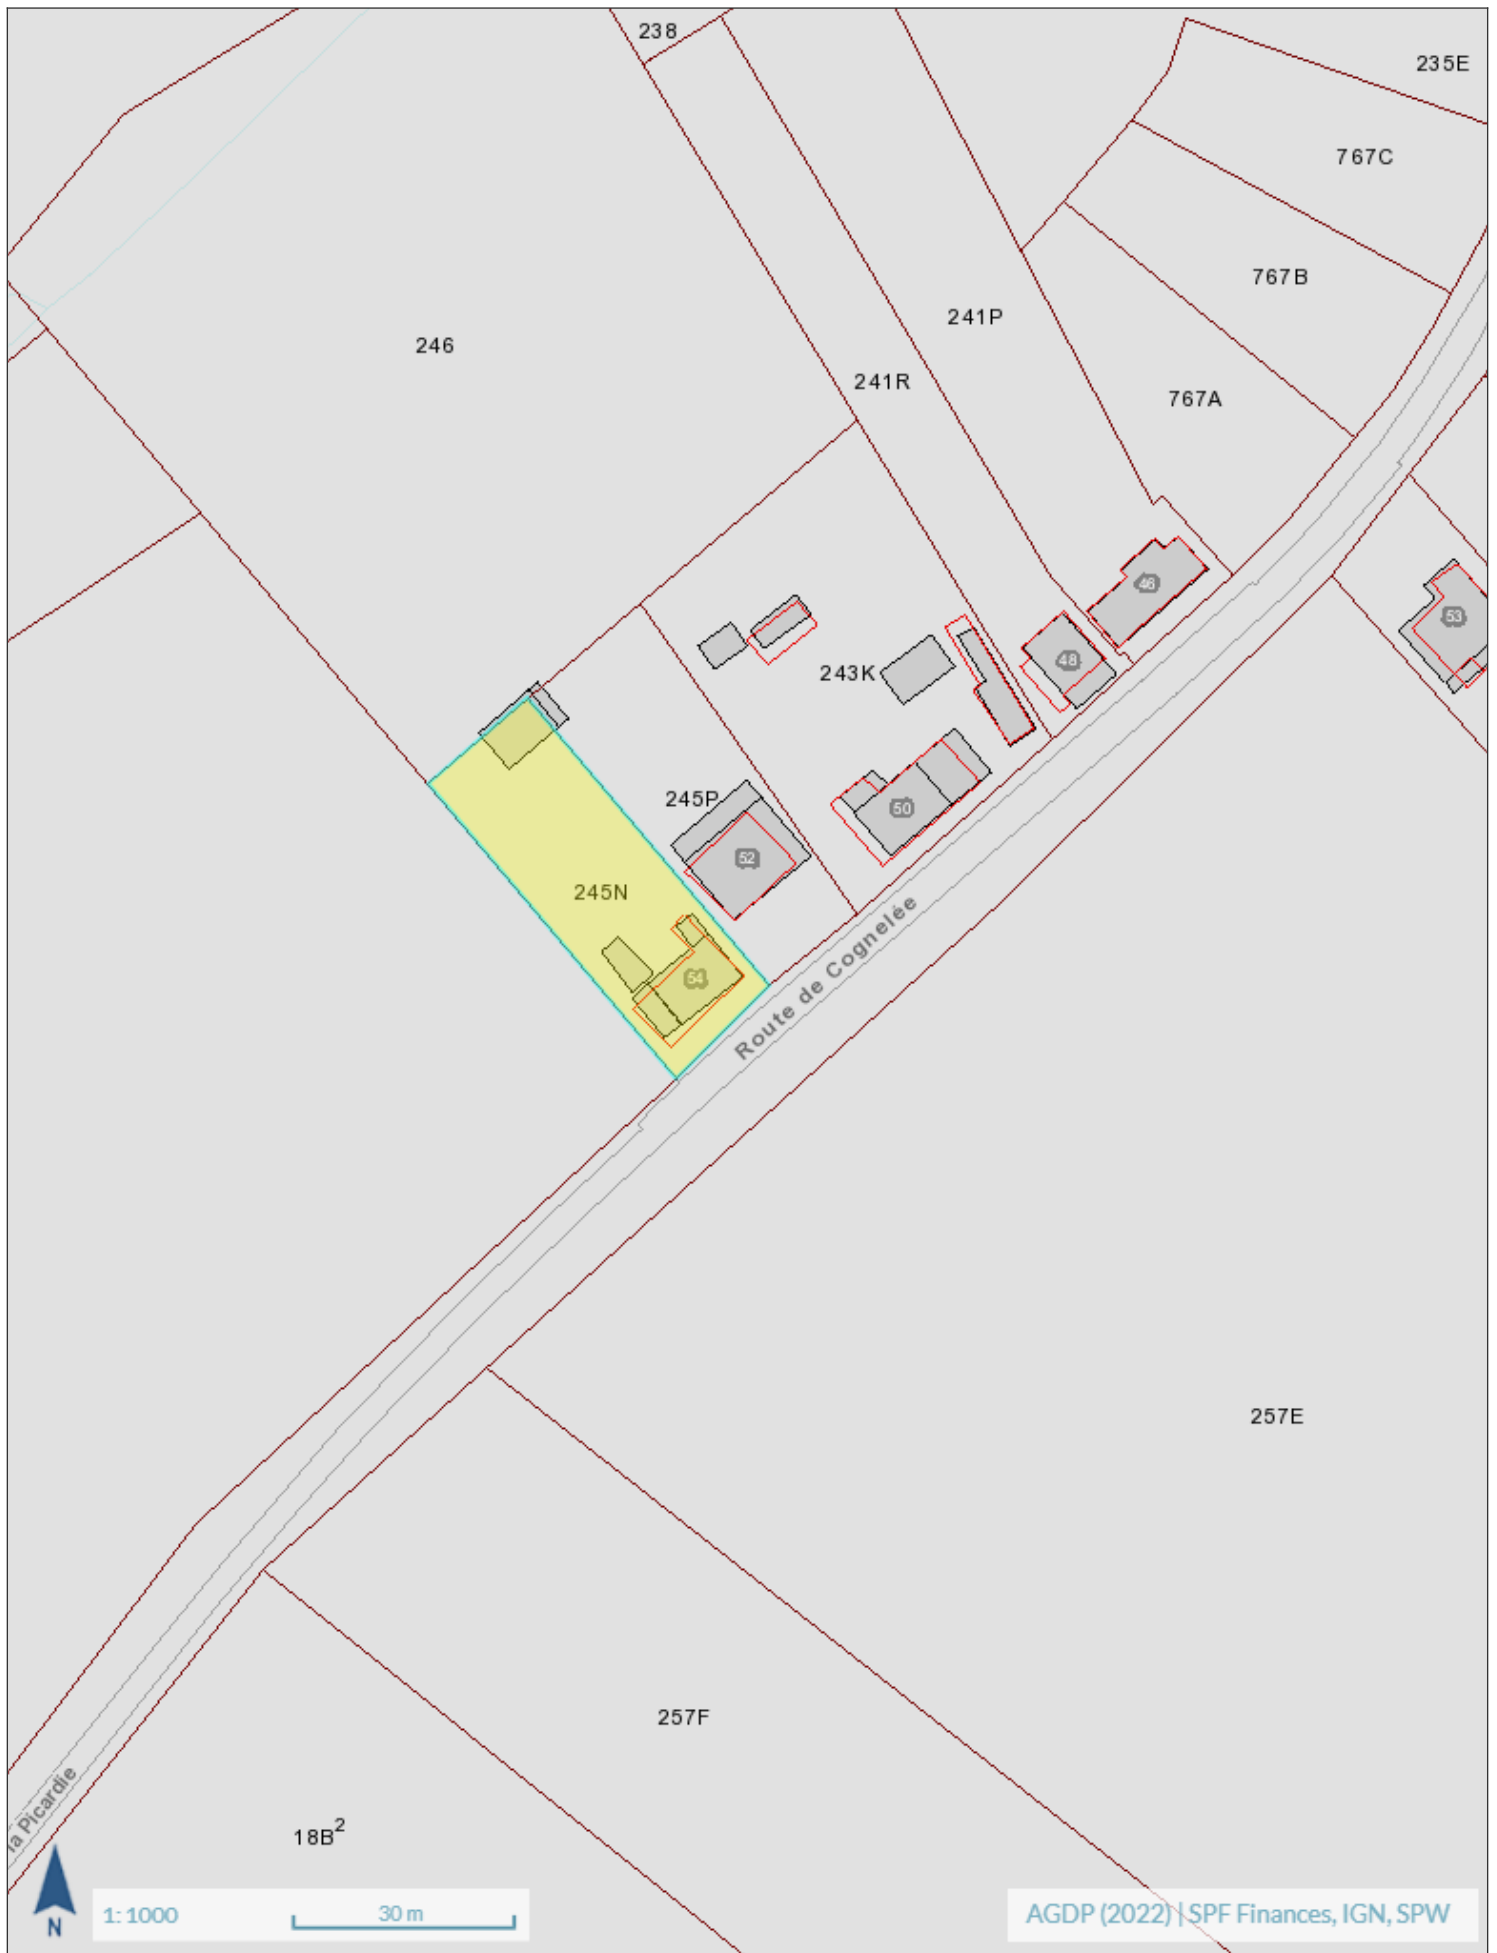 238
235E
767C
767B
241P
246
241R
767A
46
53
48
243K
245P
50
52
245N
54
Route de Cognelée
257E
257F
la Picardie
18B²
N
1: 1000
30 m
AGDP (2022) | SPF Finances, IGN, SPW